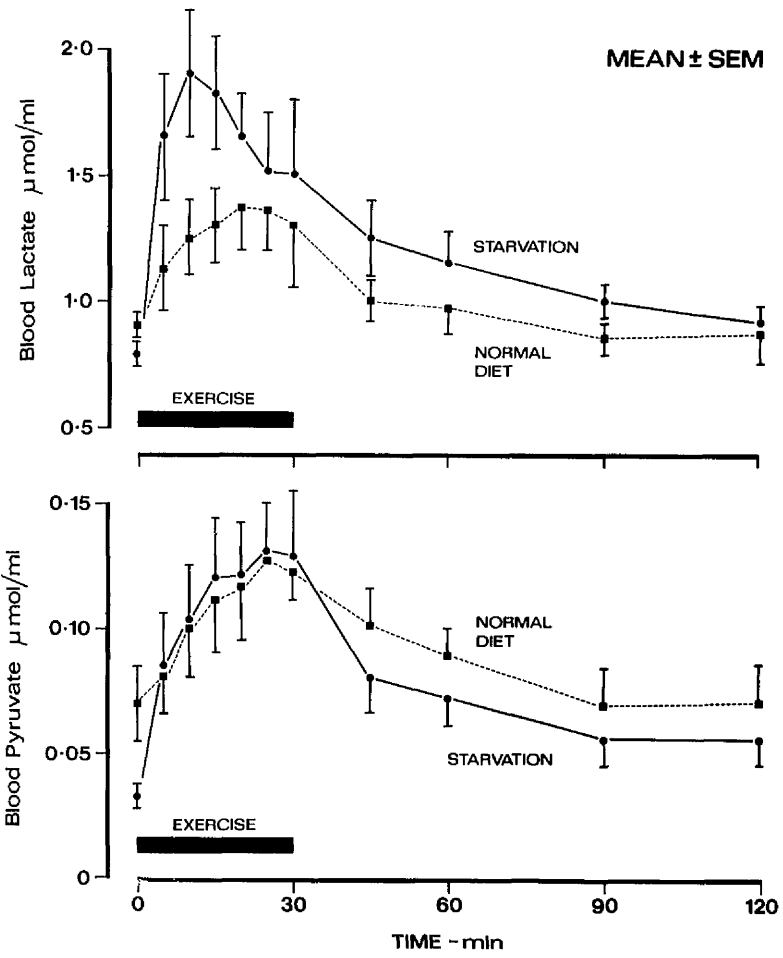 MEAN ± SEM
Blood Lactate μmol/ml
2·0
1·5
1·0
0·5
STARVATION
NORMAL
DIET
EXERCISE
Blood Pyruvate μmol/ml
0·15
0·10
0·05
0
NORMAL
DIET
STARVATION
EXERCISE
0 30 60 90 120
TIME - min